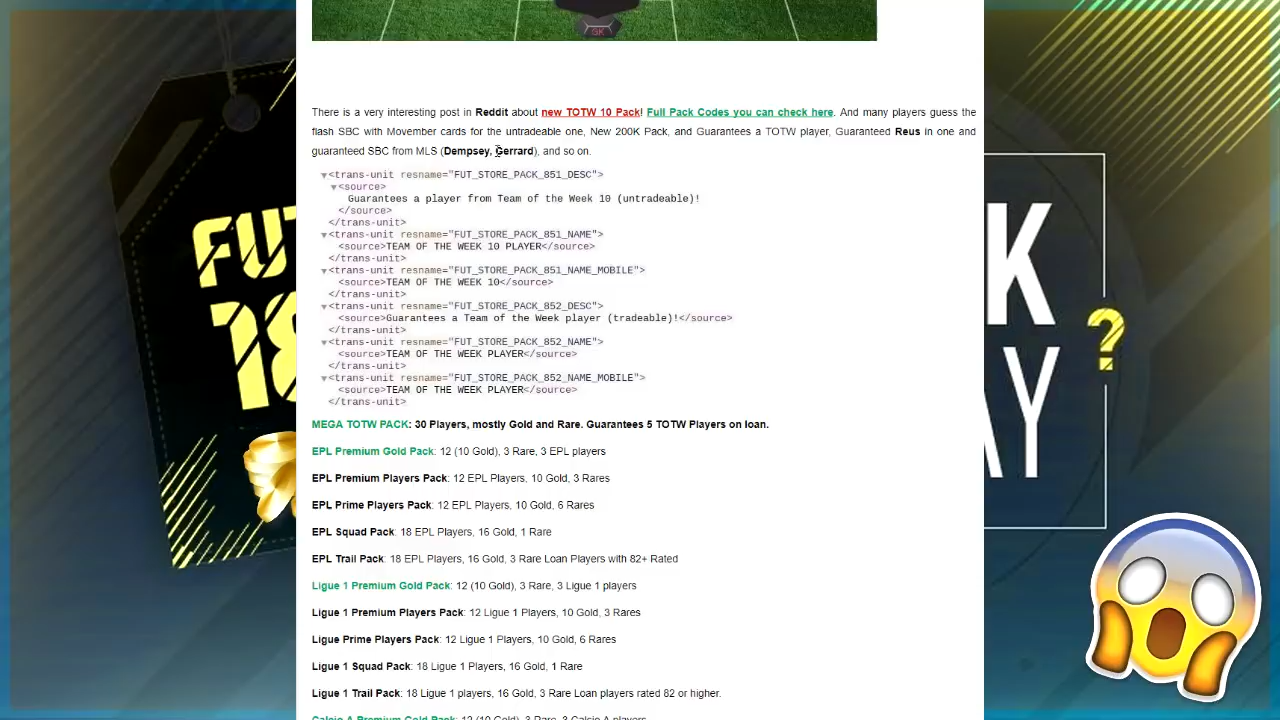 GK
There is a very interesting post in Reddit about new TOTW 10 Pack! Full Pack Codes you can check here. And many players guess the
flash SBC with Movember cards for the untradeable one, New 200K Pack, and Guarantees a TOTW player, Guaranteed Reus in one and
guaranteed SBC from MLS (Dempsey, Gerrard), and so on.
▼<trans-unit resname="FUT_STORE_PACK_851_DESC">
▼<source>
Guarantees a player from Team of the Week 10 (untradeable)!
</source>
</trans-unit>
▼<trans-unit resname="FUT_STORE_PACK_851_NAME">
<source>TEAM OF THE WEEK 10 PLAYER</source>
</trans-unit>
▼<trans-unit resname="FUT_STORE_PACK_851_NAME_MOBILE">
<source>TEAM OF THE WEEK 10</source>
</trans-unit>
▼<trans-unit resname="FUT_STORE_PACK_852_DESC">
<source>Guarantees a Team of the Week player (tradeable)!</source>
</trans-unit>
▼<trans-unit resname="FUT_STORE_PACK_852_NAME">
<source>TEAM OF THE WEEK PLAYER</source>
</trans-unit>
▼<trans-unit resname="FUT_STORE_PACK_852_NAME_MOBILE">
<source>TEAM OF THE WEEK PLAYER</source>
</trans-unit>
MEGA TOTW PACK: 30 Players, mostly Gold and Rare. Guarantees 5 TOTW Players on loan.
EPL Premium Gold Pack: 12 (10 Gold), 3 Rare, 3 EPL players
EPL Premium Players Pack: 12 EPL Players, 10 Gold, 3 Rares
EPL Prime Players Pack: 12 EPL Players, 10 Gold, 6 Rares
EPL Squad Pack: 18 EPL Players, 16 Gold, 1 Rare
EPL Trail Pack: 18 EPL Players, 16 Gold, 3 Rare Loan Players with 82+ Rated
Ligue 1 Premium Gold Pack: 12 (10 Gold), 3 Rare, 3 Ligue 1 players
Ligue 1 Premium Players Pack: 12 Ligue 1 Players, 10 Gold, 3 Rares
Ligue Prime Players Pack: 12 Ligue 1 Players, 10 Gold, 6 Rares
Ligue 1 Squad Pack: 18 Ligue 1 Players, 16 Gold, 1 Rare
Ligue 1 Trail Pack: 18 Ligue 1 players, 16 Gold, 3 Rare Loan players rated 82 or higher.
Calcio A Premium Gold Pack: 12 (10 Gold), 3 Rare, 3 Calcio A players
FUT
18
K
AY
?